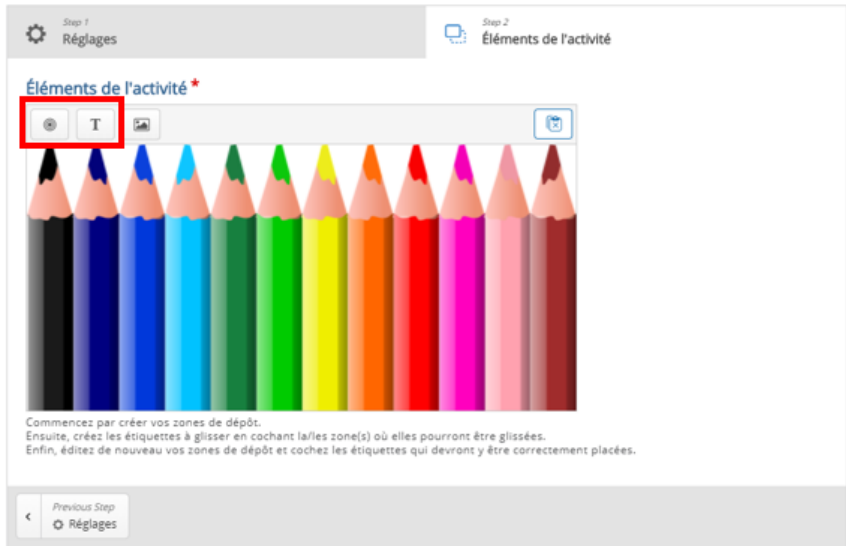 Step 1
Réglages
Step 2
Éléments de l'activité
Éléments de l'activité *
T
Commencez par créer vos zones de dépôt.
Ensuite, créez les étiquettes à glisser en cochant la/les zone(s) où elles pourront être glissées.
Enfin, éditez de nouveau vos zones de dépôt et cochez les étiquettes qui devront y être correctement placées.
Previous Step
Réglages